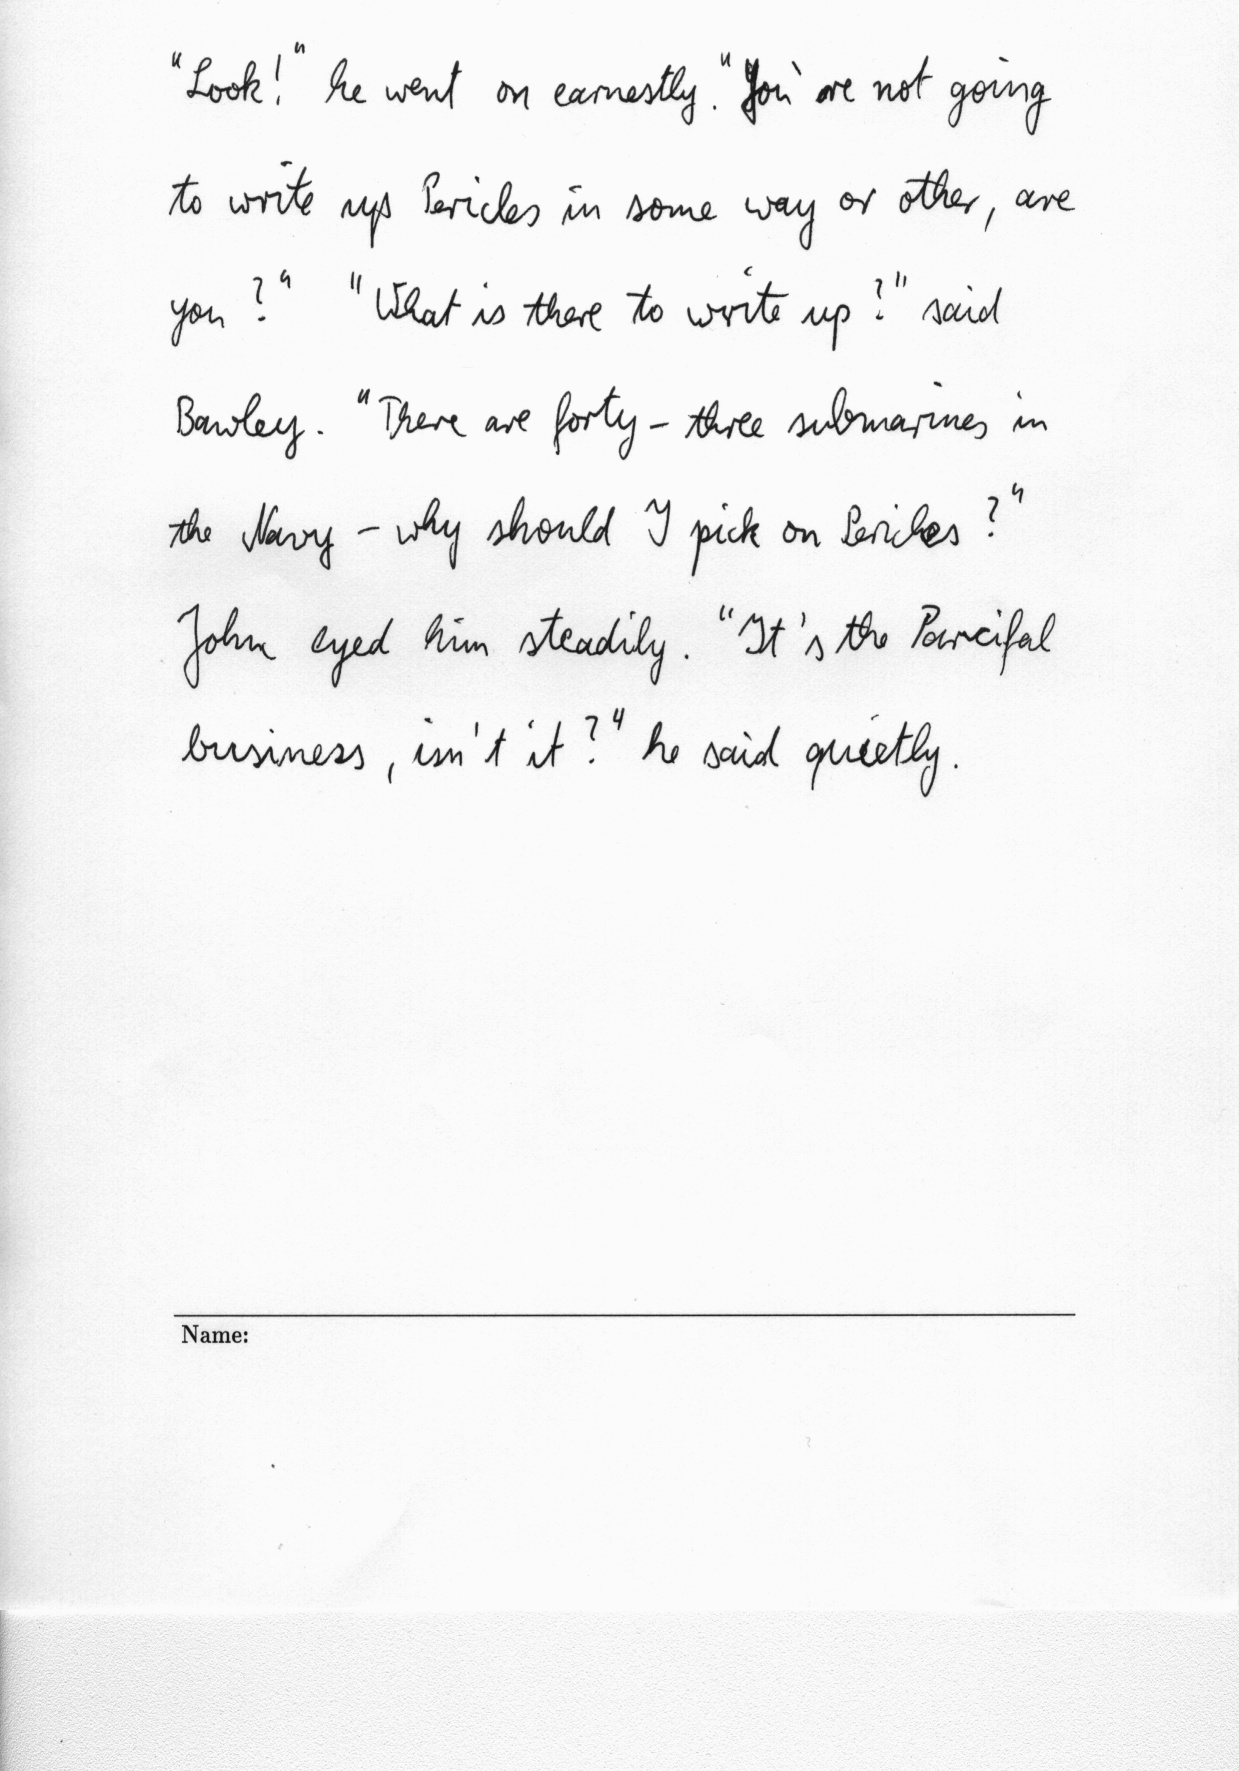 "Look!" he went on earnestly. "You're not going
to write up Pericles in some way or other, are
you?" "What is there to write up?" said
Bawley. "There are forty-three submarines in
the Navy - why should I pick on Pericles?"
John eyed him steadily. "It's the Parcifal
business, isn't it?" he said quietly.
Name: